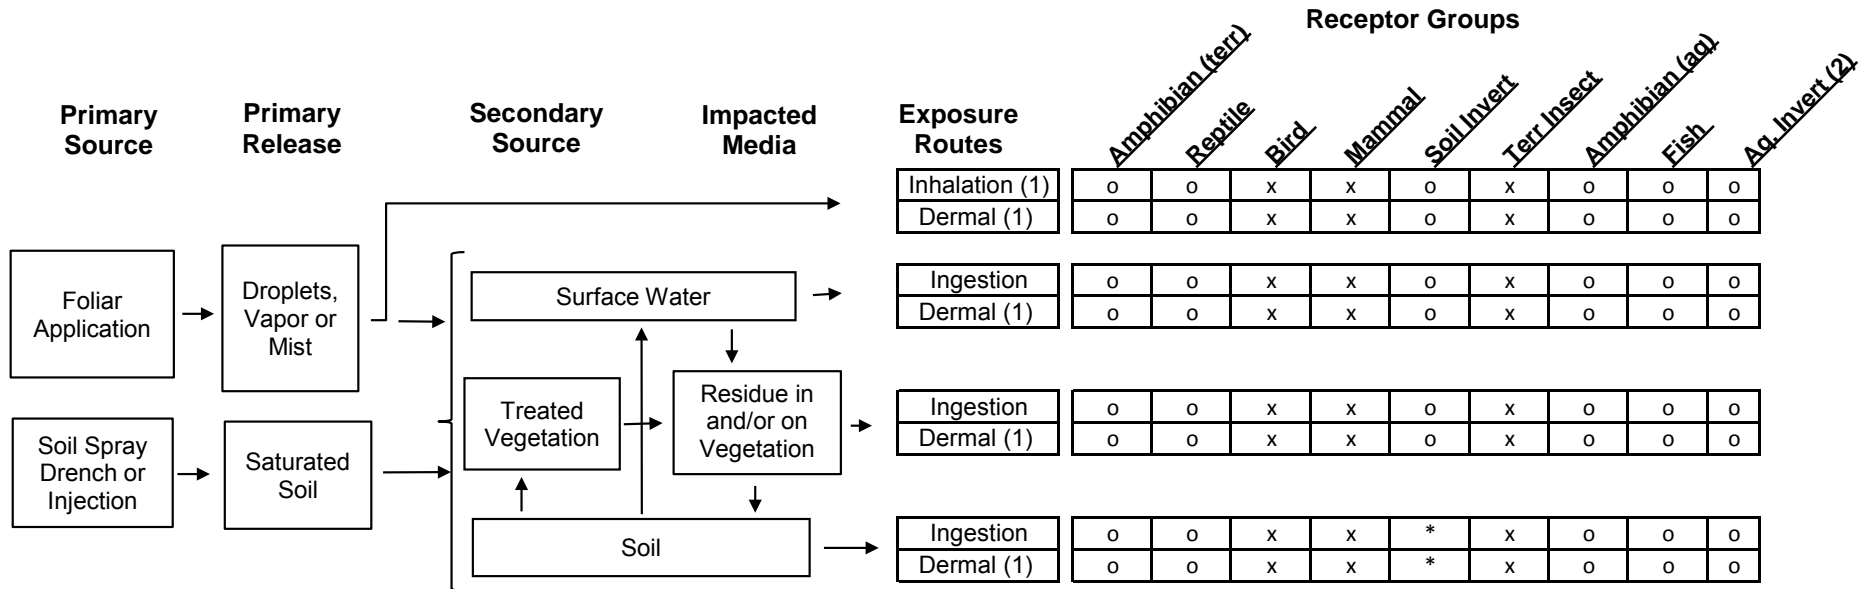 Receptor Groups
Primary
Source
Primary
Release
Secondary
Source
Impacted
Media
Exposure
Routes
Amphibian (terr)
Reptile
Bird
Mammal
Soil Invert
Terr Insect
Amphibian (aq)
Fish
Aq. Invert (2)
Inhalation (1) o o x x o x o o o
Dermal (1) o o x x o x o o o
Foliar
Application
Droplets,
Vapor or
Mist
Surface Water
Ingestion o o x x o x o o o
Dermal (1) o o x x o x o o o
Soil Spray
Drench or
Injection
Saturated
Soil
Treated
Vegetation
Residue in
and/or on
Vegetation
Ingestion o o x x o x o o o
Dermal (1) o o x x o x o o o
Soil
Ingestion o o x x * x o o o
Dermal (1) o o x x * x o o o